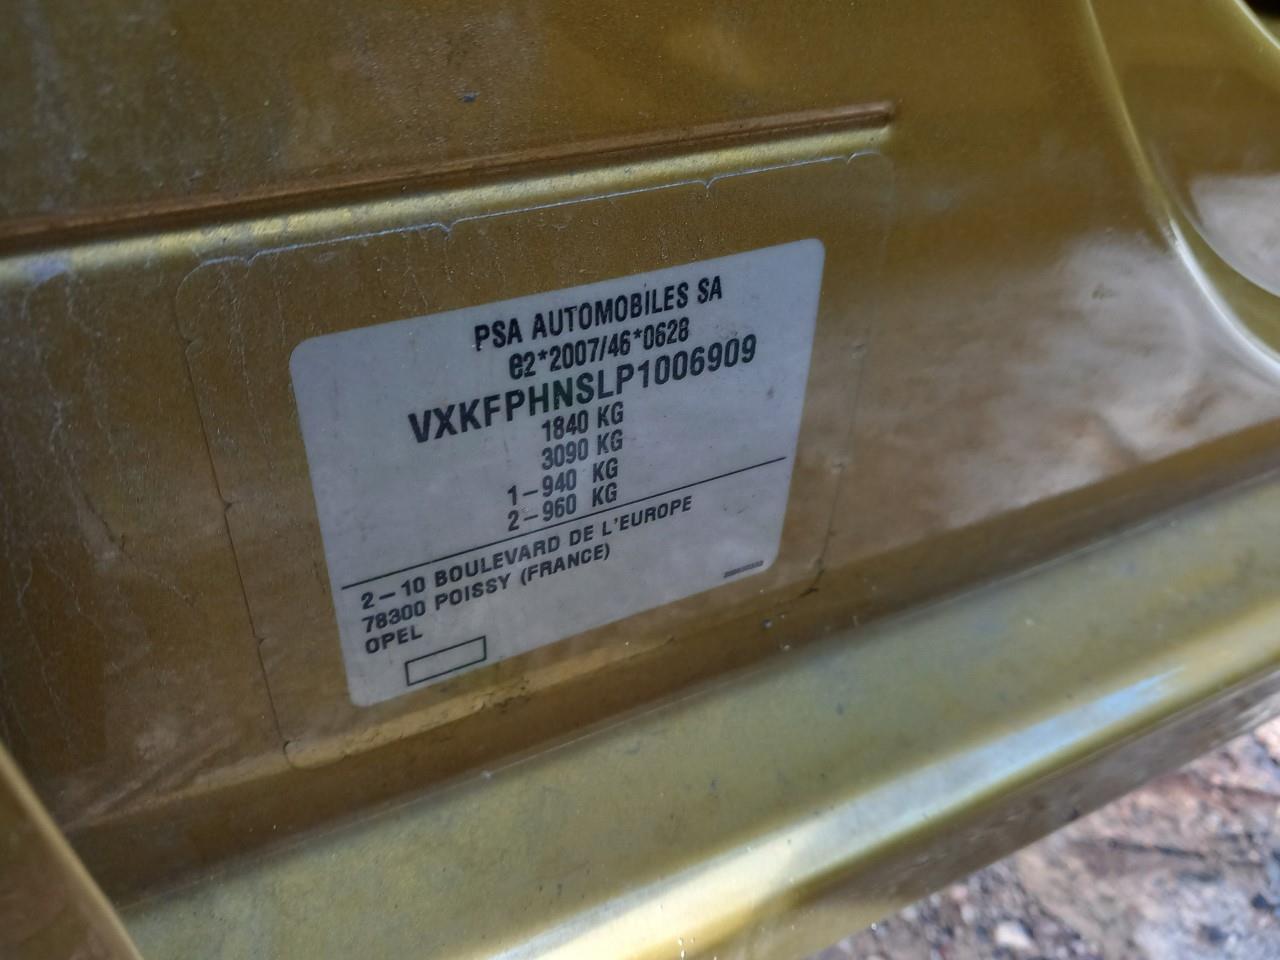 PSA AUTOMOBILES SA
e2*2007/46*0628
VXKFPHNSLP1006909
1840 KG
3090 KG
1-940 KG
2-960 KG
2-10 BOULEVARD DE L'EUROPE
78300 POISSY (FRANCE)
OPEL